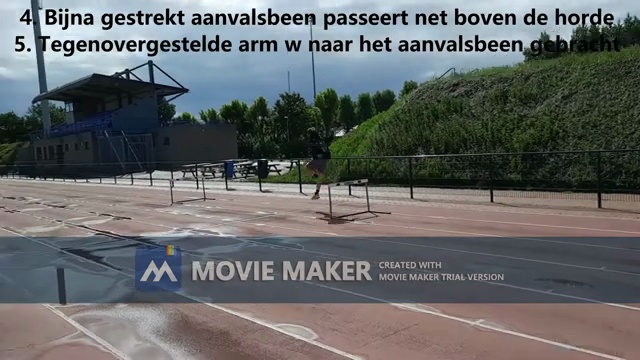 4. Bijna gestrekt aanvalsbeen passeert net boven de horde
5. Tegenovergestelde arm w naar het aanvalsbeen gebracht
MOVIE MAKER
CREATED WITH
MOVIE MAKER TRIAL VERSION